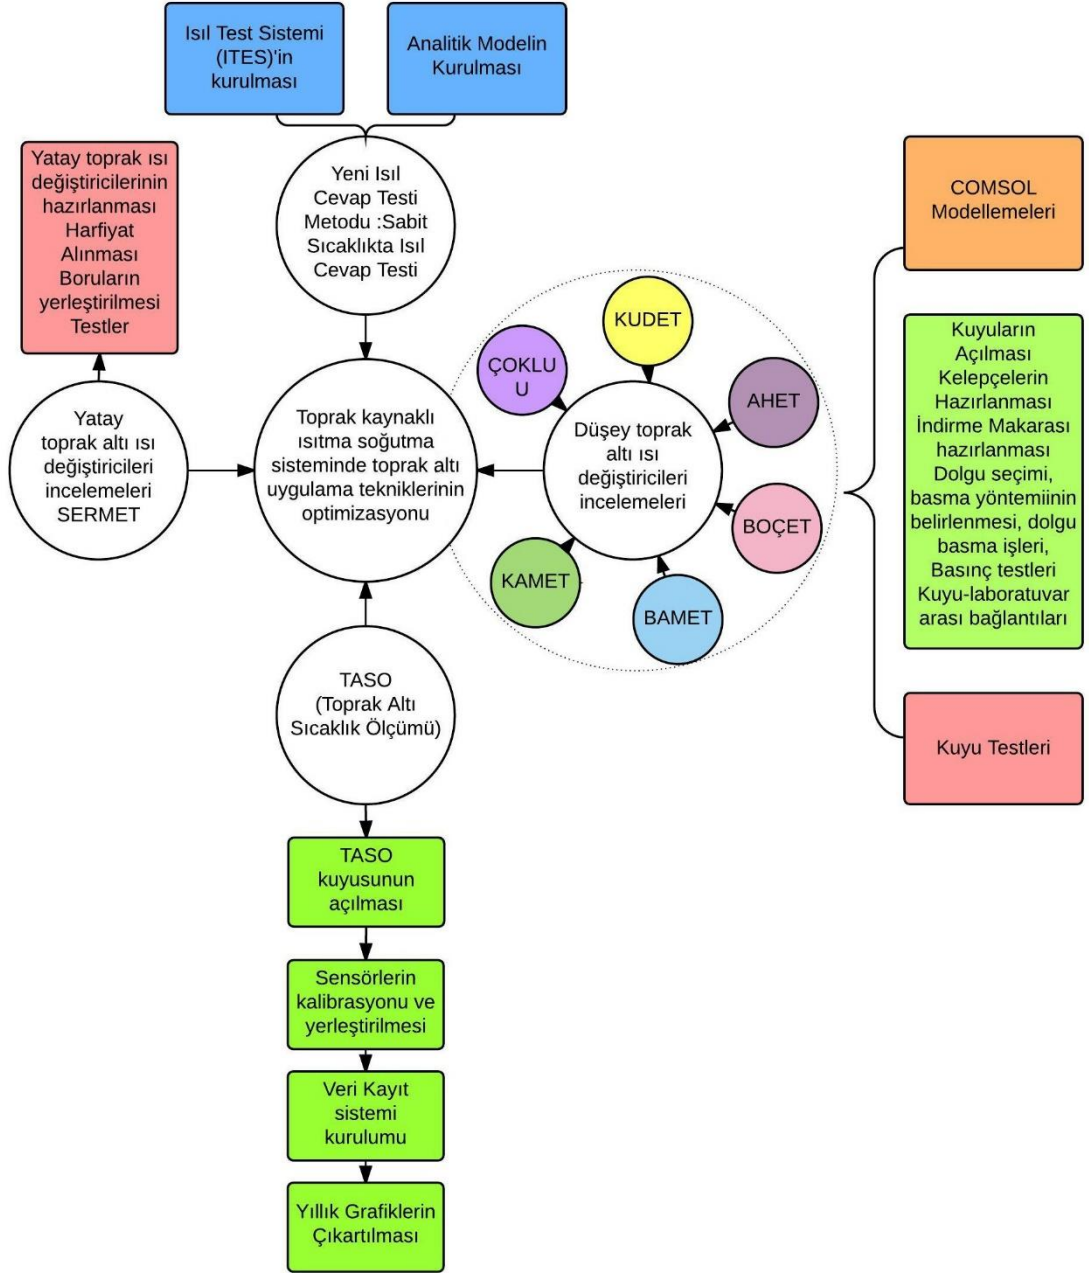 Isıl Test Sistemi
(ITES)'in
kurulması
Analitik Modelin
Kurulması
Yatay toprak ısı
değiştiricilerinin
hazırlanması
Harfiyat
Alınması
Boruların
yerleştirilmesi
Testler
Yeni Isıl
Cevap Testi
Metodu :Sabit
Sıcaklıkta Isıl
Cevap Testi
COMSOL
Modellemeleri
KUDET
ÇOKLU
U
AHET
Yatay
toprak altı ısı
değiştiricileri
incelemeleri
SERMET
Toprak kaynaklı
ısıtma soğutma
sisteminde toprak altı
uygulama tekniklerinin
optimizasyonu
Düşey toprak
altı ısı
değiştiricileri
incelemeleri
BOÇET
KAMET
BAMET
Kuyuların
Açılması
Kelepçelerin
Hazırlanması
İndirme Makarası
hazırlanması
Dolgu seçimi,
basma yöntemiinin
belirlenmesi, dolgu
basma işleri,
Basınç testleri
Kuyu-laboratuvar
arası bağlantıları
Kuyu Testleri
TASO
(Toprak Altı
Sıcaklık Ölçümü)
TASO
kuyusunun
açılması
Sensörlerin
kalibrasyonu ve
yerleştirilmesi
Veri Kayıt
sistemi
kurulumu
Yıllık Grafiklerin
Çıkartılması